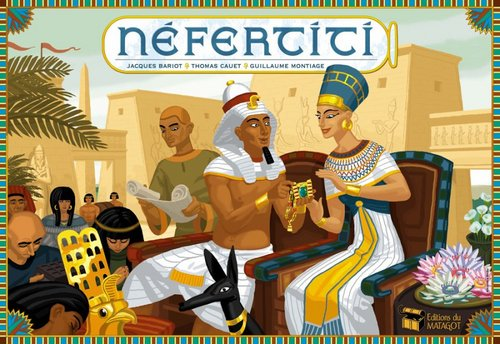 NÉFERTITI
JACQUES BARIOT THOMAS CAUET GUILLAUME MONTIAGE
Editions du
MATAGOT